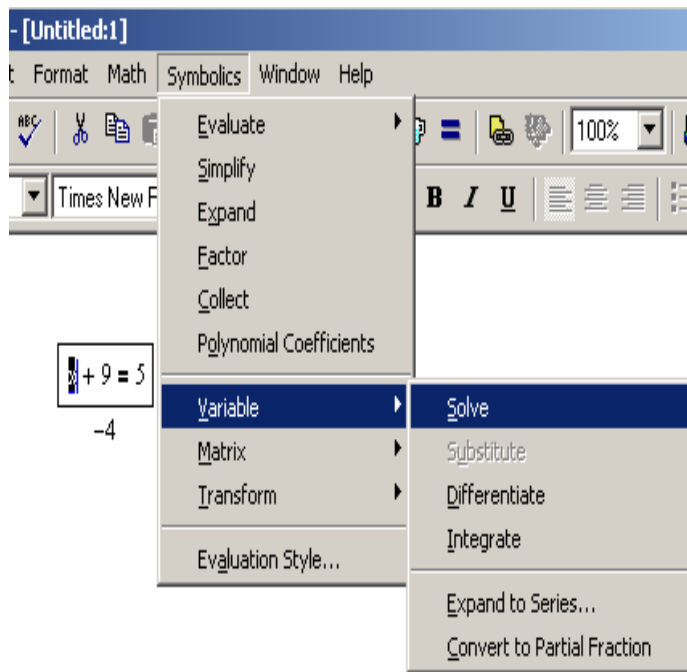 - [Untitled:1]
t Format Math Symbolics Window Help
ABC 100%
Times New F B I U
Evaluate
Simplify
Expand
Factor
Collect
Polynomial Coefficients
x + 9 = 5
-4
Variable
Matrix
Transform
Evaluation Style...
Solve
Substitute
Differentiate
Integrate
Expand to Series...
Convert to Partial Fraction